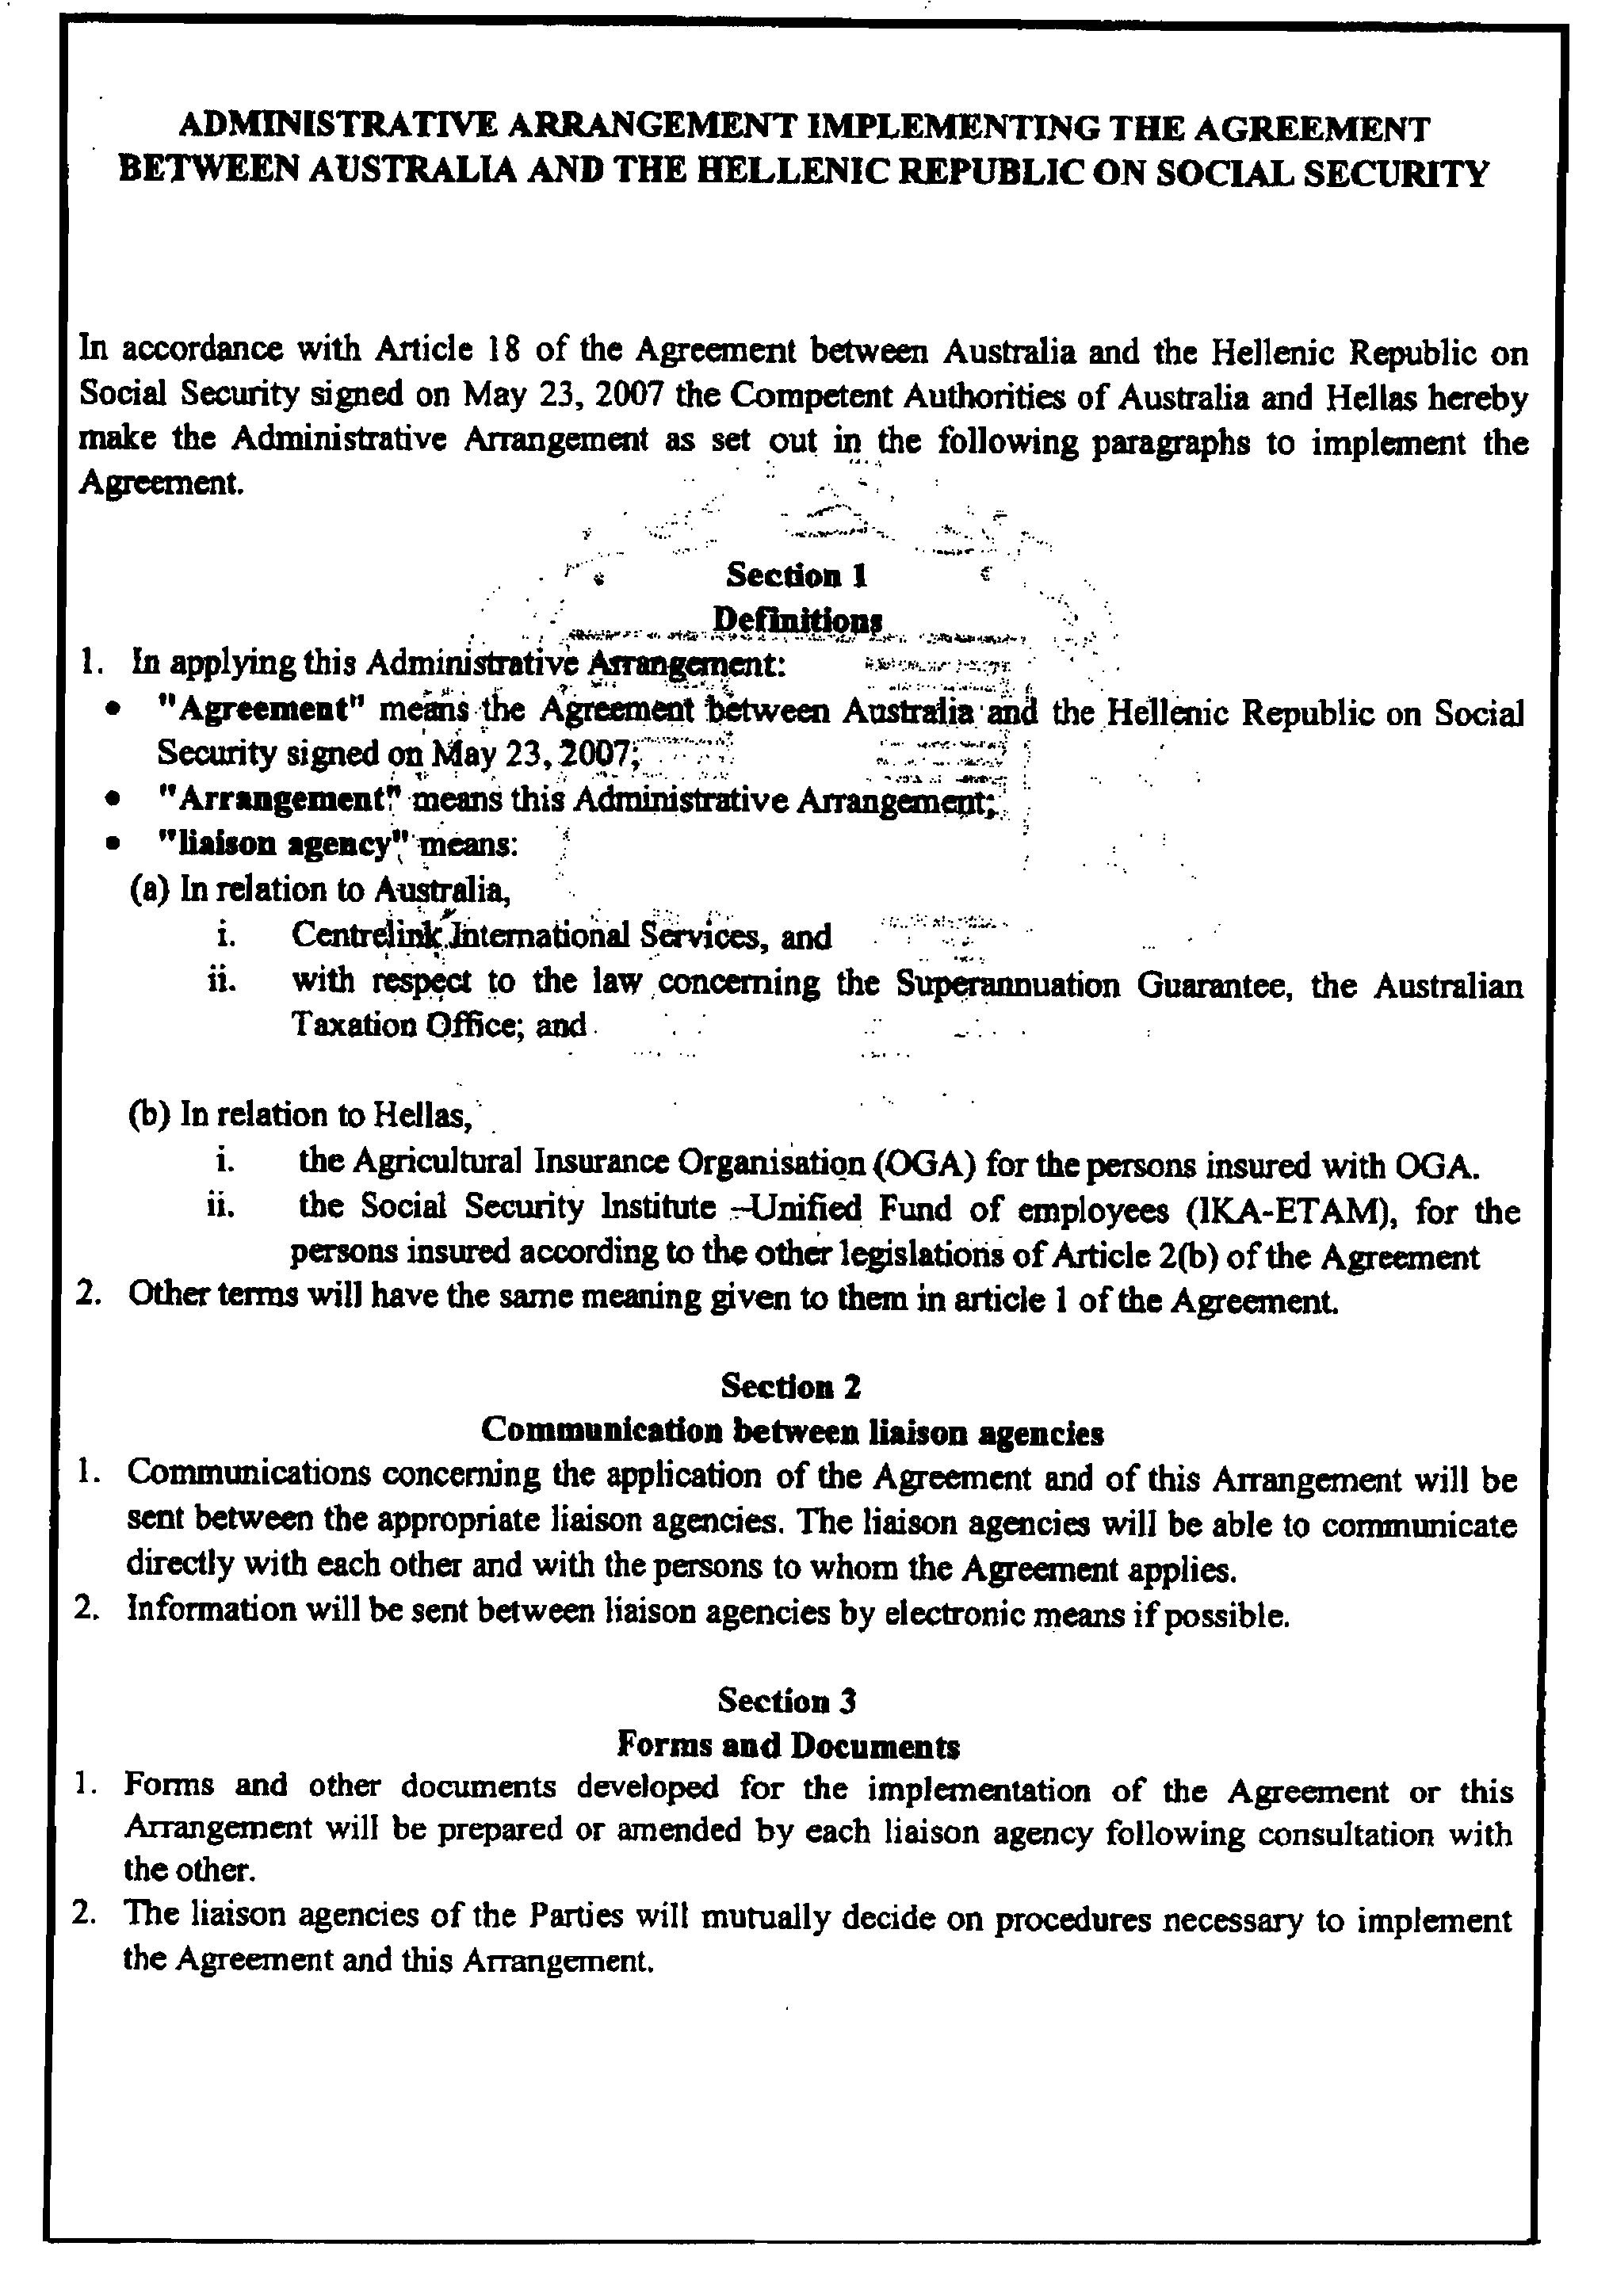 ADMINISTRATIVE ARRANGEMENT IMPLEMENTING THE AGREEMENT
BETWEEN AUSTRALIA AND THE HELLENIC REPUBLIC ON SOCIAL SECURITY
In accordance with Article 18 of the Agreement between Australia and the Hellenic Republic on
Social Security signed on May 23, 2007 the Competent Authorities of Australia and Hellas hereby
make the Administrative Arrangement as set out in the following paragraphs to implement the
Agreement.
Section 1
Definitions
1. In applying this Administrative Arrangement:
• "Agreement" means the Agreement between Australia and the Hellenic Republic on Social
Security signed on May 23, 2007;
• "Arrangement" means this Administrative Arrangement;
• "liaison agency" means:
(a) In relation to Australia,
i. Centrelink International Services, and
ii. with respect to the law concerning the Superannuation Guarantee, the Australian
Taxation Office; and
(b) In relation to Hellas,
i. the Agricultural Insurance Organisation (OGA) for the persons insured with OGA.
ii. the Social Security Institute –Unified Fund of employees (IKA-ETAM), for the
persons insured according to the other legislations of Article 2(b) of the Agreement
2. Other terms will have the same meaning given to them in article 1 of the Agreement.
Section 2
Communication between liaison agencies
1. Communications concerning the application of the Agreement and of this Arrangement will be
sent between the appropriate liaison agencies. The liaison agencies will be able to communicate
directly with each other and with the persons to whom the Agreement applies.
2. Information will be sent between liaison agencies by electronic means if possible.
Section 3
Forms and Documents
1. Forms and other documents developed for the implementation of the Agreement or this
Arrangement will be prepared or amended by each liaison agency following consultation with
the other.
2. The liaison agencies of the Parties will mutually decide on procedures necessary to implement
the Agreement and this Arrangement.